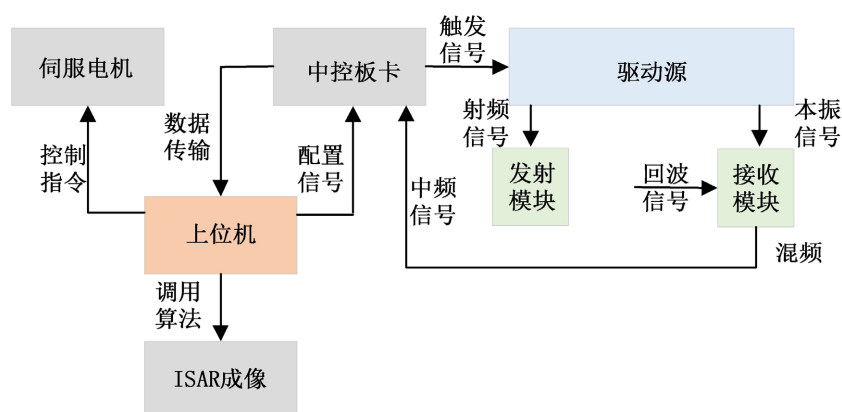 伺服电机
中控板卡
触发
信号
驱动源
控制
指令
数据
传输
配置
信号
中频
信号
射频
信号
本振
信号
发射
模块
回波
信号
接收
模块
上位机
混频
调用
算法
ISAR成像